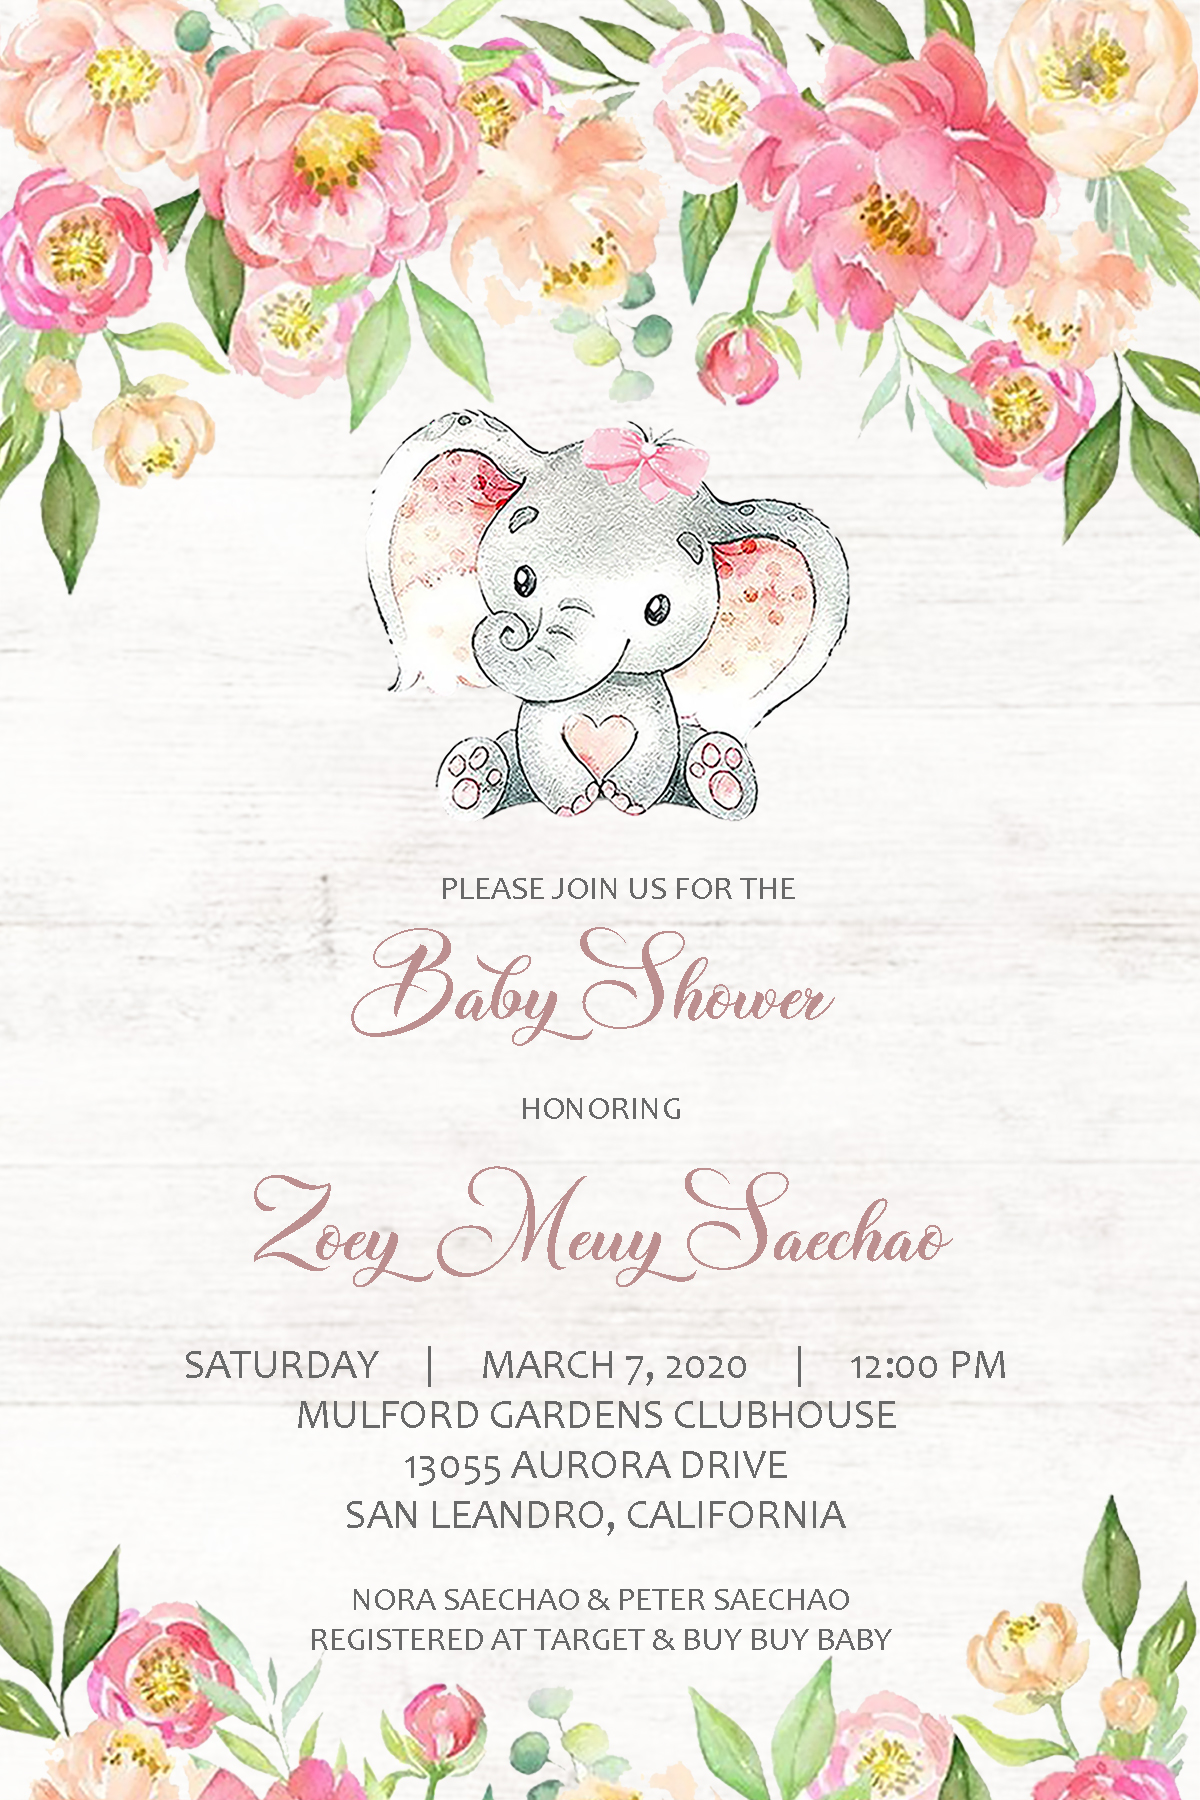 PLEASE JOIN US FOR THE
Baby Shower
HONORING
Zoey Meuy Saechao
SATURDAY | MARCH 7, 2020 | 12:00 PM
MULFORD GARDENS CLUBHOUSE
13055 AURORA DRIVE
SAN LEANDRO, CALIFORNIA
NORA SAECHAO & PETER SAECHAO
REGISTERED AT TARGET & BUY BUY BABY